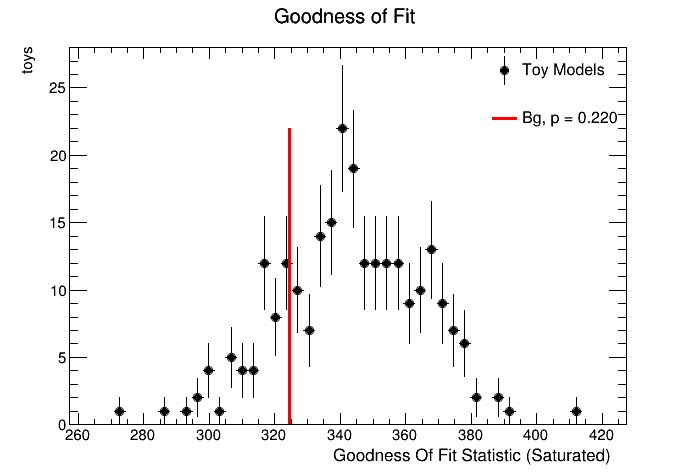 Goodness of Fit
toys
25
20
15
10
5
0
Toy Models
Bg, p = 0.220
260 280 300 320 340 360 380 400 420
Goodness Of Fit Statistic (Saturated)